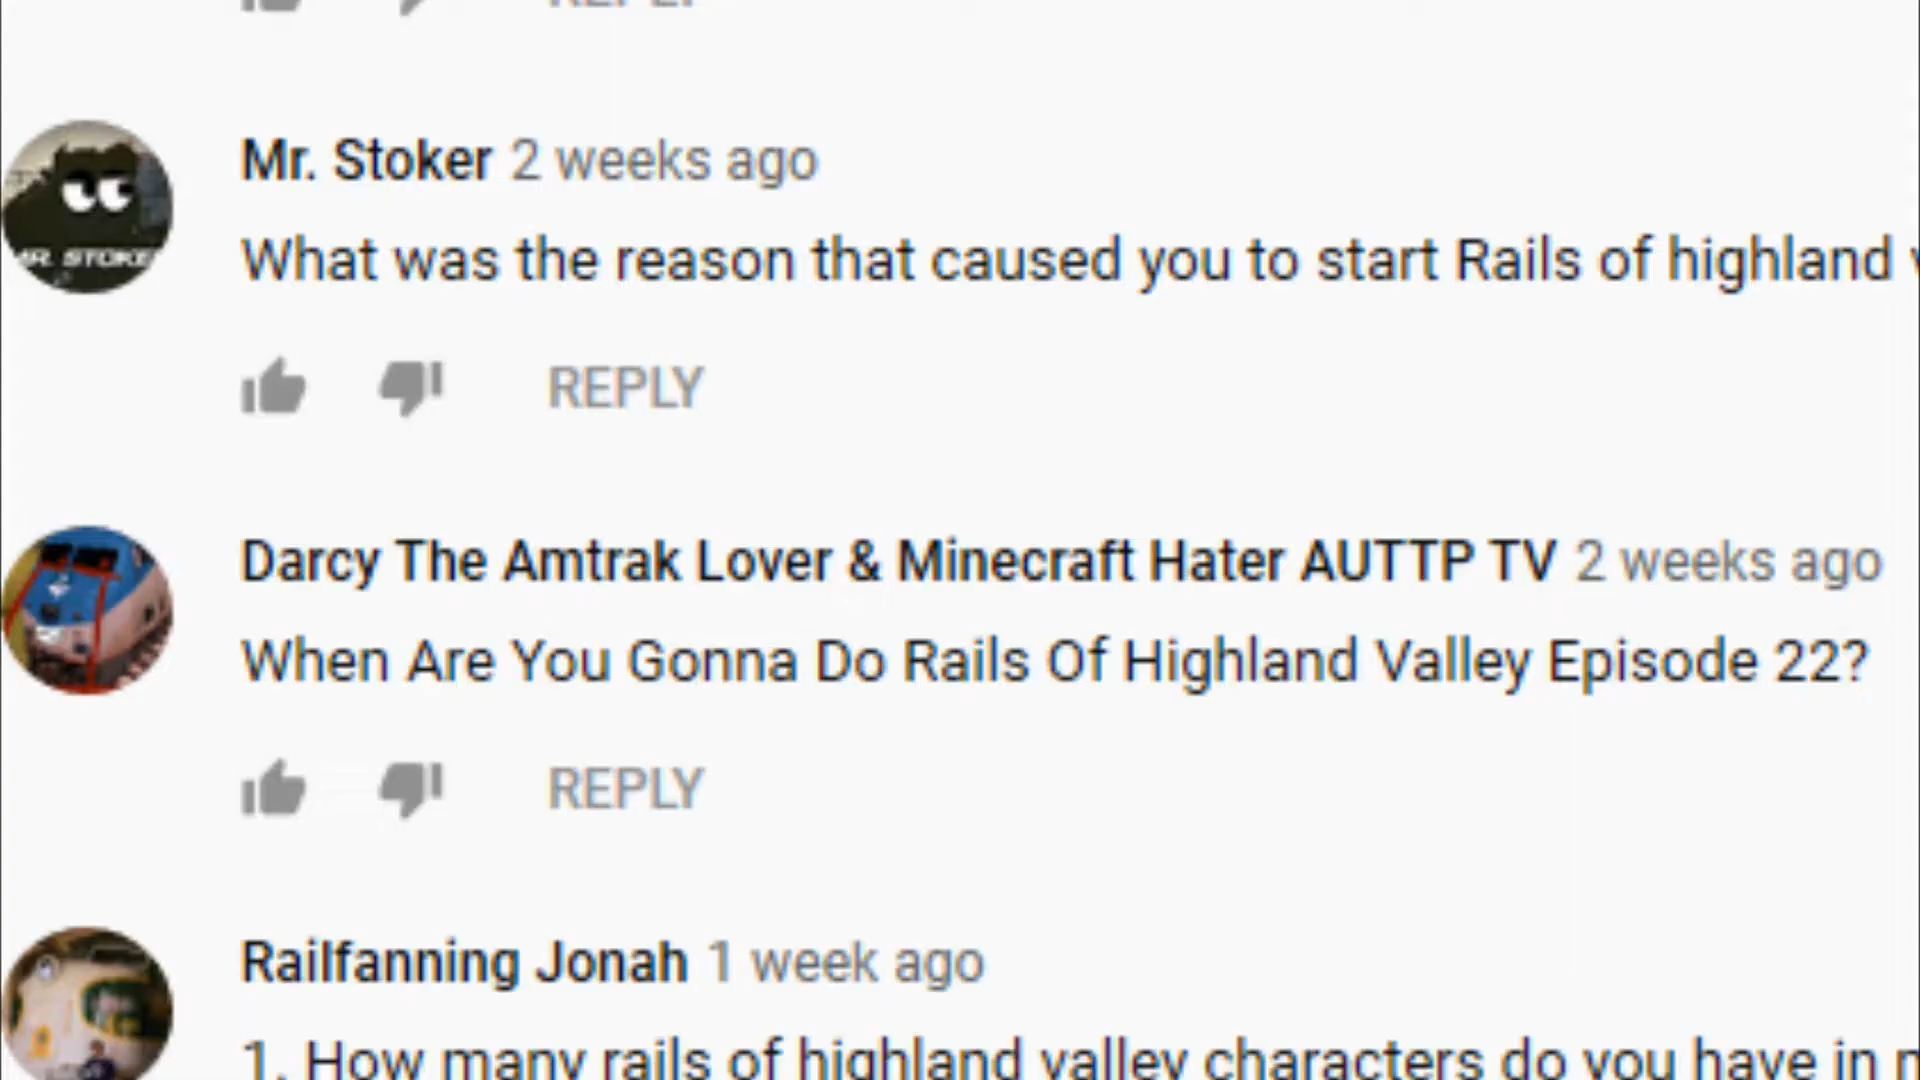 REPLY
Mr. Stoker 2 weeks ago
What was the reason that caused you to start Rails of highland
REPLY
Darcy The Amtrak Lover & Minecraft Hater AUTTP TV 2 weeks ago
When Are You Gonna Do Rails Of Highland Valley Episode 22?
REPLY
Railfanning Jonah 1 week ago
1. How many rails of highland valley characters do you have in